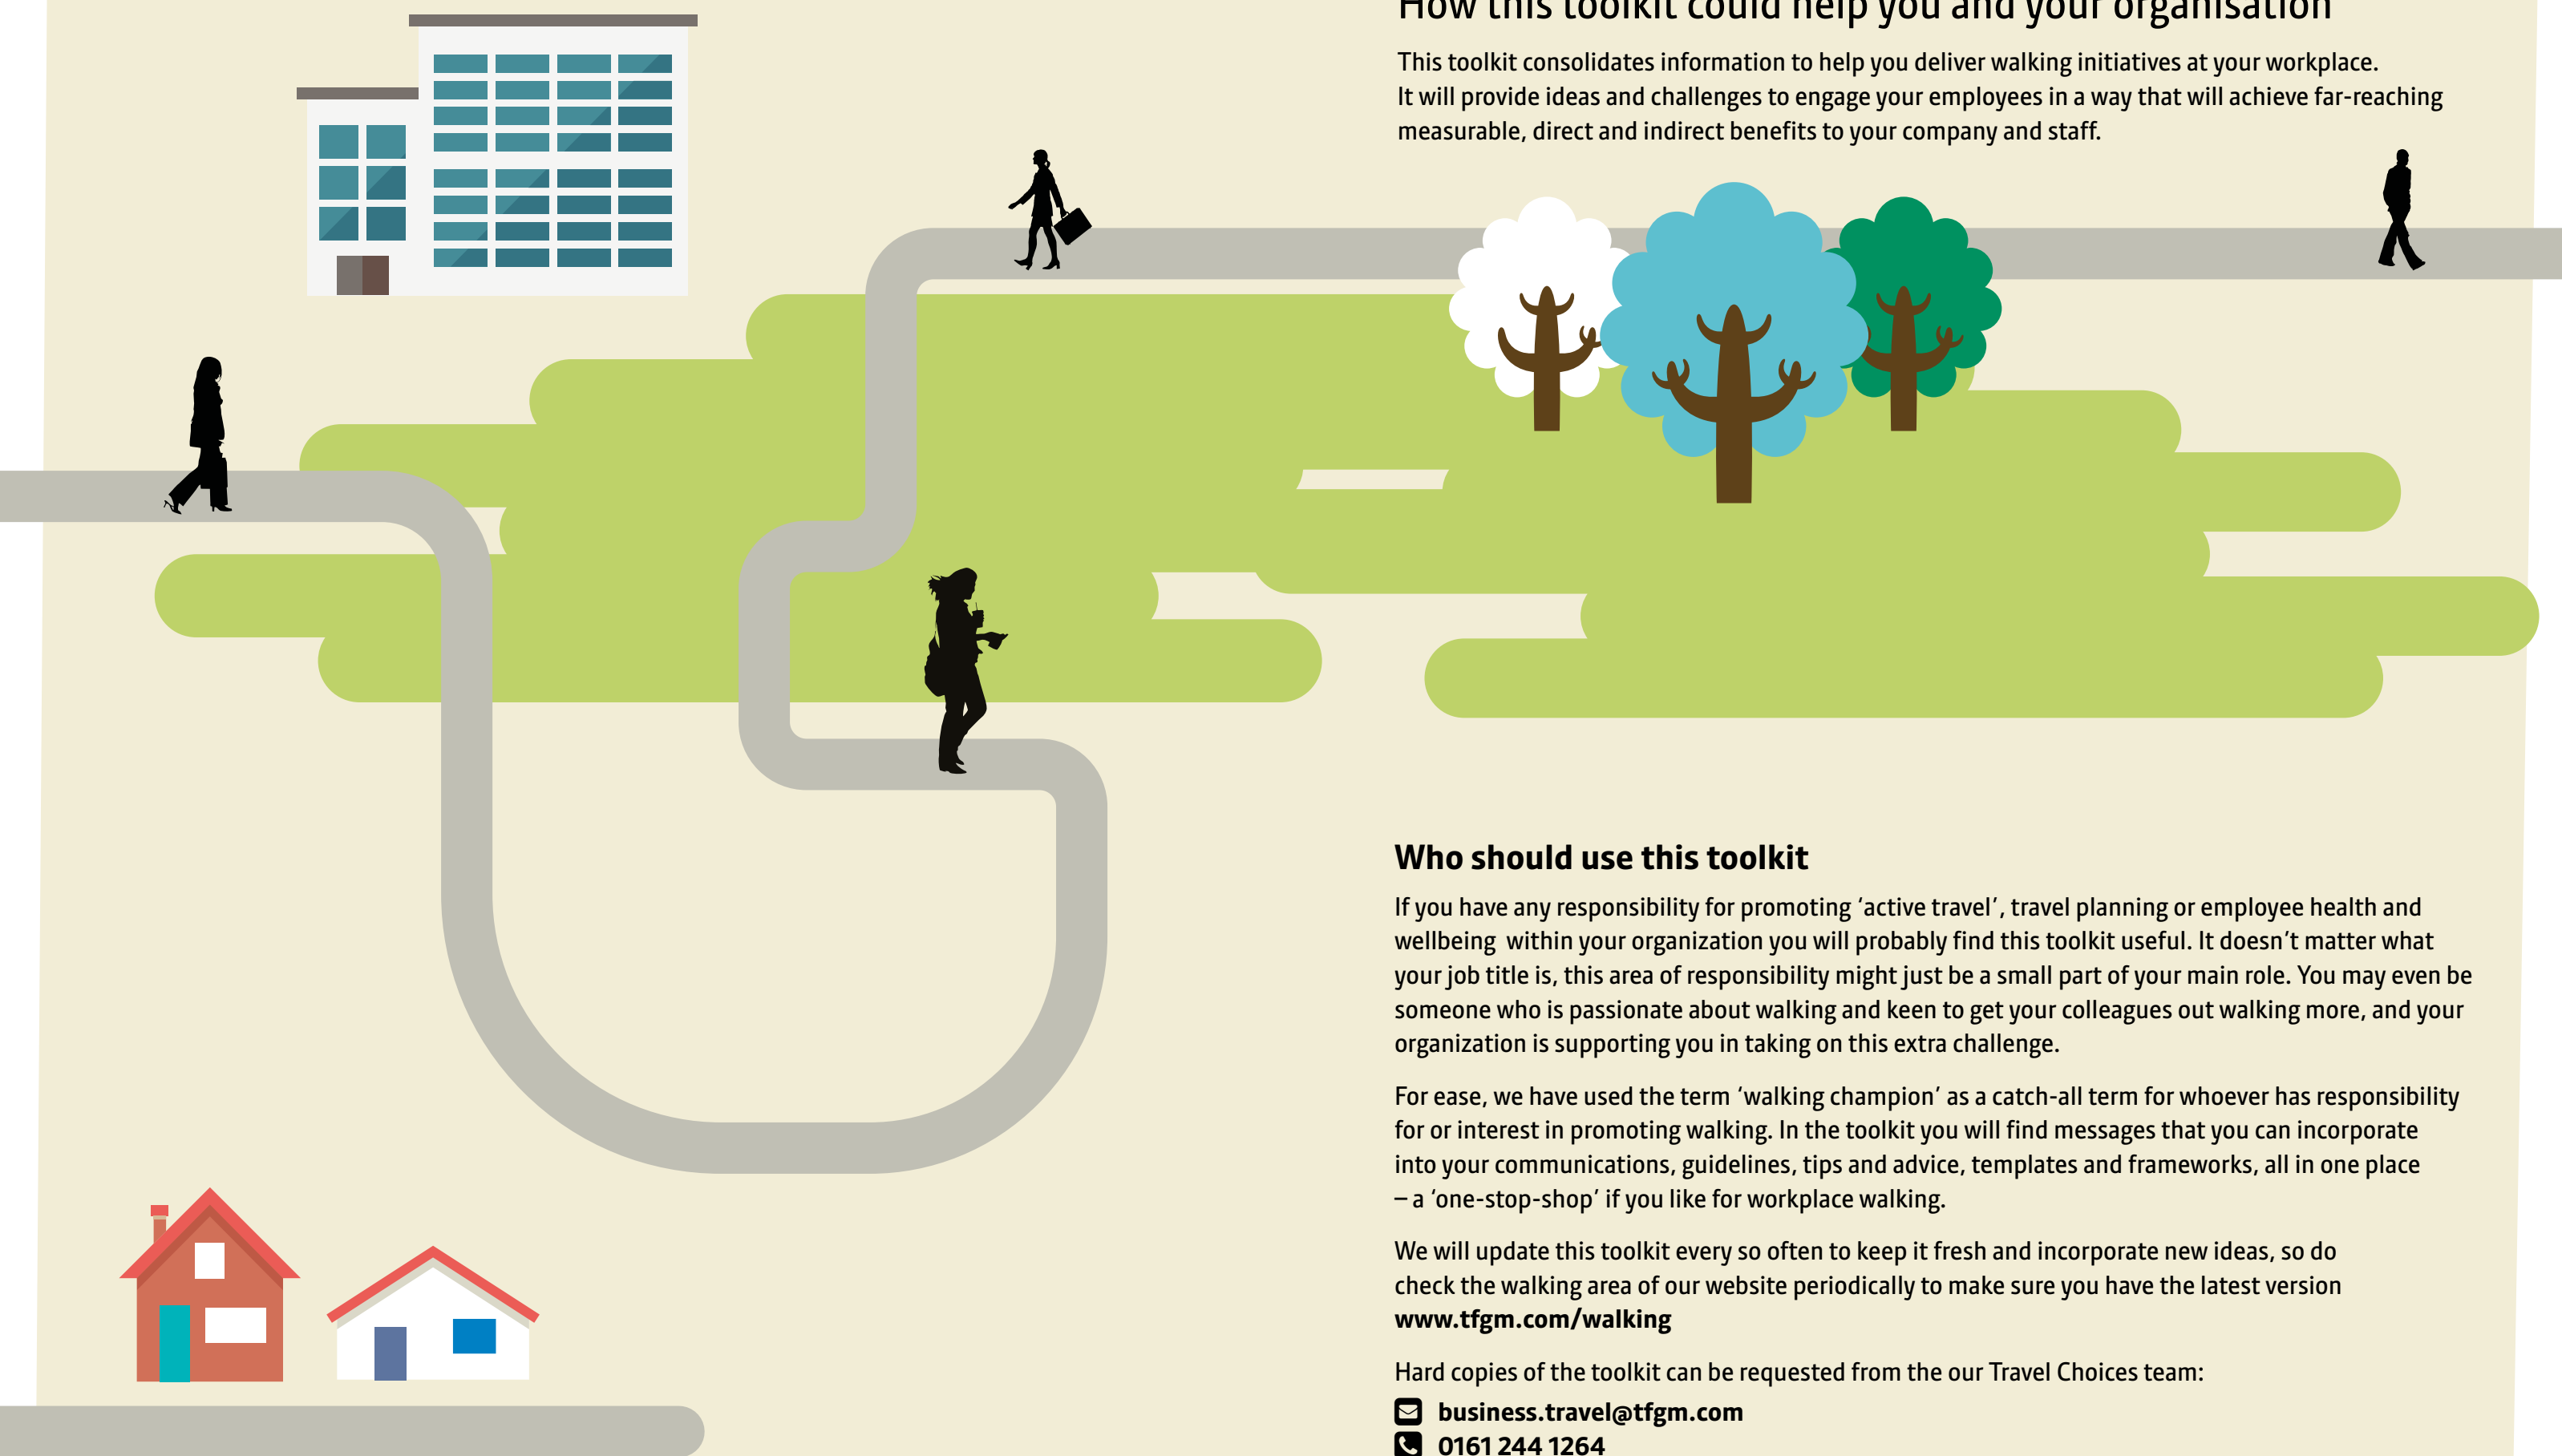 How this toolkit could help you and your organisation
This toolkit consolidates information to help you deliver walking initiatives at your workplace.
It will provide ideas and challenges to engage your employees in a way that will achieve far-reaching
measurable, direct and indirect benefits to your company and staff.
Who should use this toolkit
If you have any responsibility for promoting ‘active travel’, travel planning or employee health and
wellbeing  within your organization you will probably find this toolkit useful. It doesn’t matter what
your job title is, this area of responsibility might just be a small part of your main role. You may even be
someone who is passionate about walking and keen to get your colleagues out walking more, and your
organization is supporting you in taking on this extra challenge.
For ease, we have used the term ‘walking champion’ as a catch-all term for whoever has responsibility
for or interest in promoting walking. In the toolkit you will find messages that you can incorporate
into your communications, guidelines, tips and advice, templates and frameworks, all in one place
– a ‘one-stop-shop’ if you like for workplace walking.
We will update this toolkit every so often to keep it fresh and incorporate new ideas, so do
check the walking area of our website periodically to make sure you have the latest version
www.tfgm.com/walking
Hard copies of the toolkit can be requested from the our Travel Choices team:
business.travel@tfgm.com
0161 244 1264